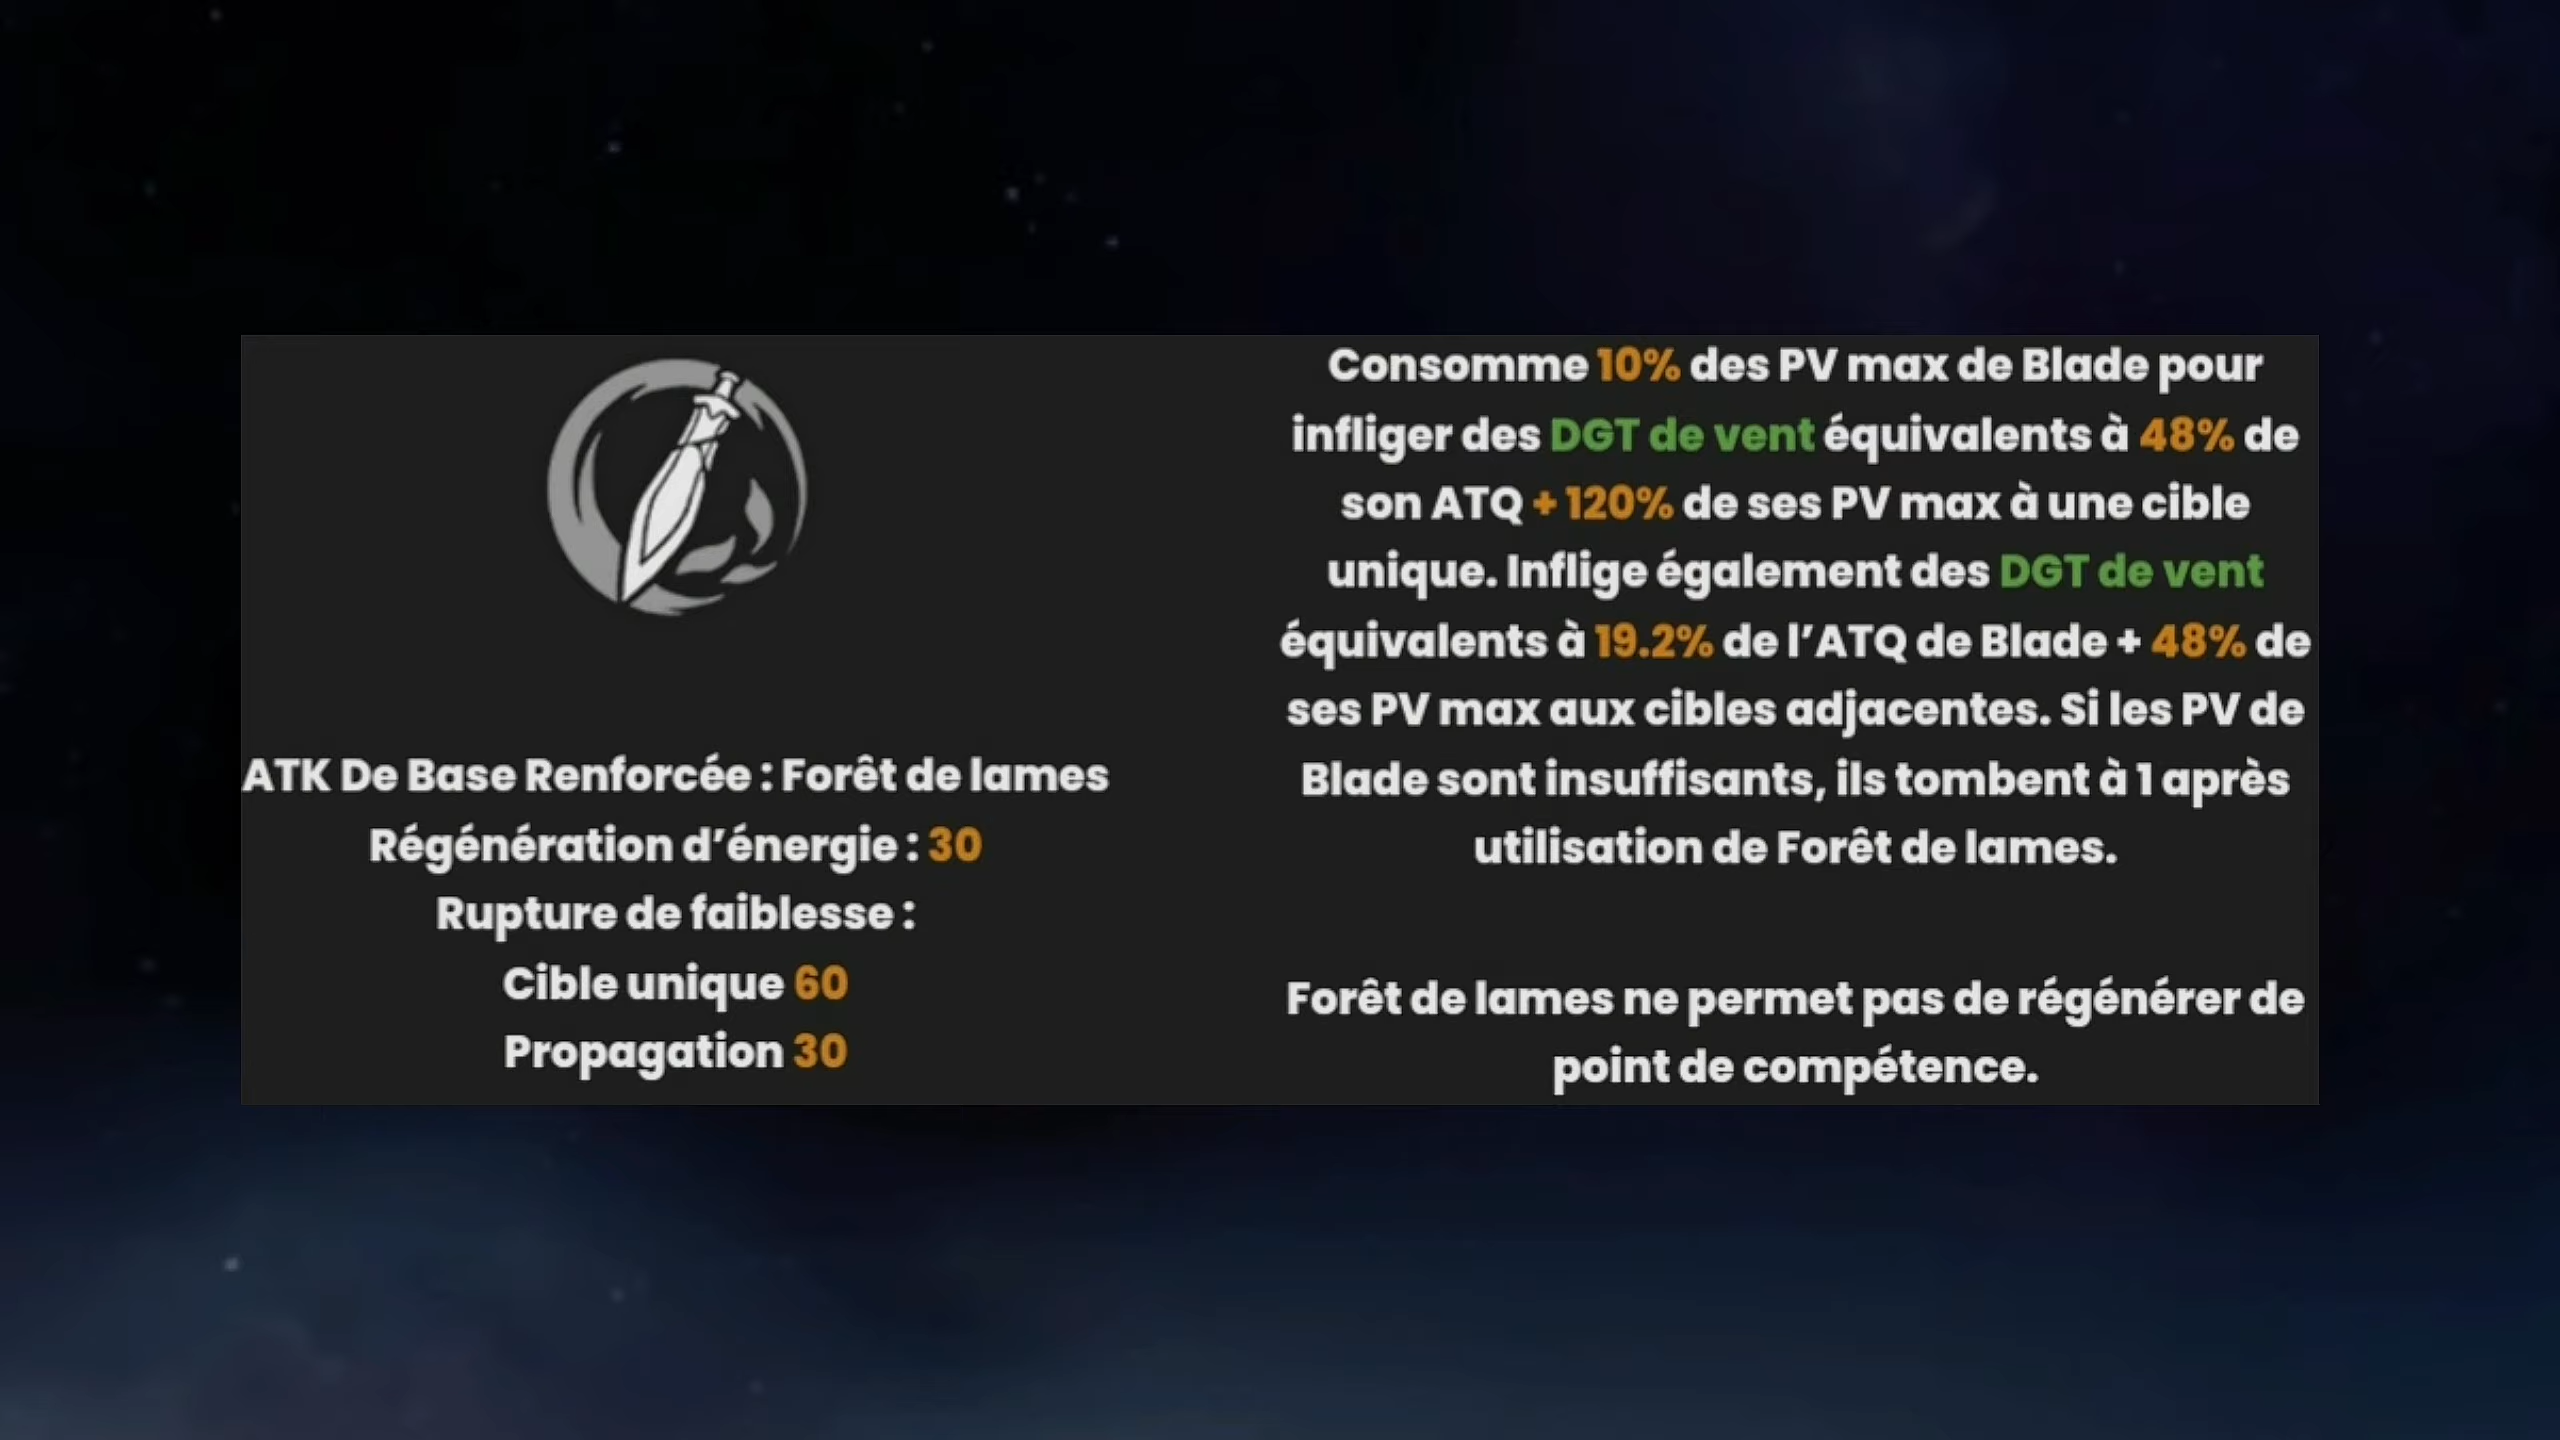 ATK De Base Renforcée : Forêt de lames
Régénération d’énergie : 30
Rupture de faiblesse :
Cible unique 60
Propagation 30
Consomme 10% des PV max de Blade pour
infliger des DGT de vent équivalents à 48% de
son ATQ + 120% de ses PV max à une cible
unique. Inflige également des DGT de vent
équivalents à 19.2% de l’ATQ de Blade + 48% de
ses PV max aux cibles adjacentes. Si les PV de
Blade sont insuffisants, ils tombent à 1 après
utilisation de Forêt de lames.
Forêt de lames ne permet pas de régénérer de
point de compétence.